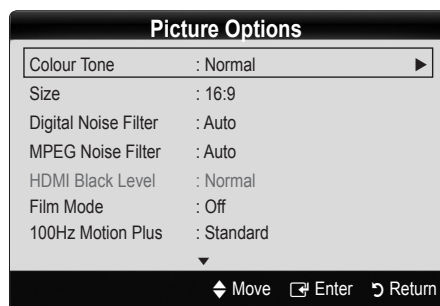 Picture Options
Colour Tone : Normal
Size : 16:9
Digital Noise Filter : Auto
MPEG Noise Filter : Auto
HDMI Black Level : Normal
Film Mode : Off
100Hz Motion Plus : Standard
Move Enter Return